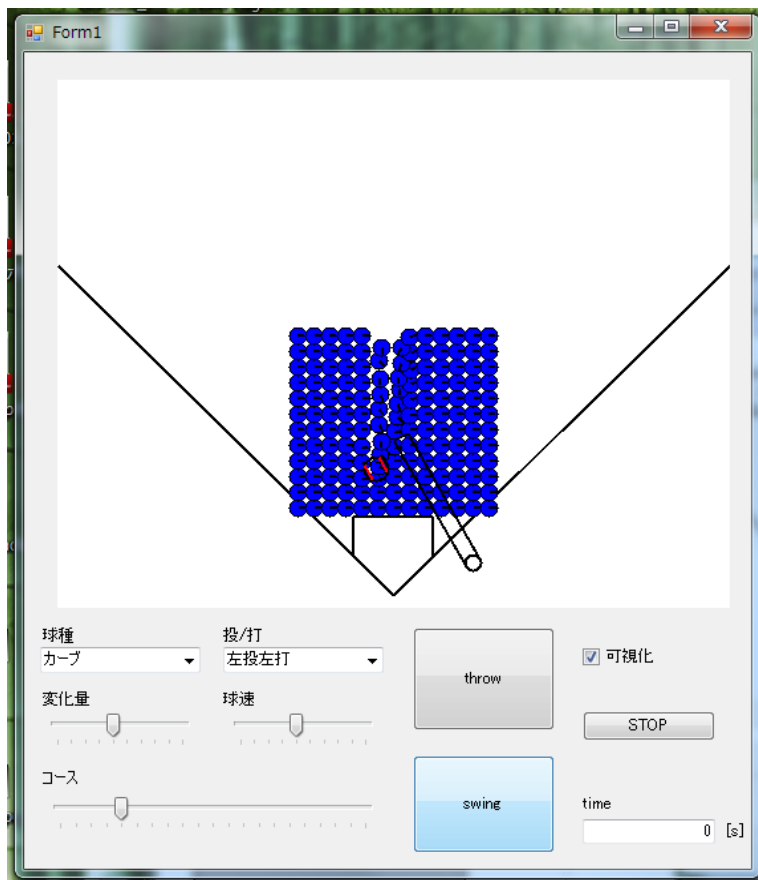 Form1
球種
投/打
カーブ
左投左打
throw
可視化
変化量
球速
STOP
コース
swing
time
0 [s]